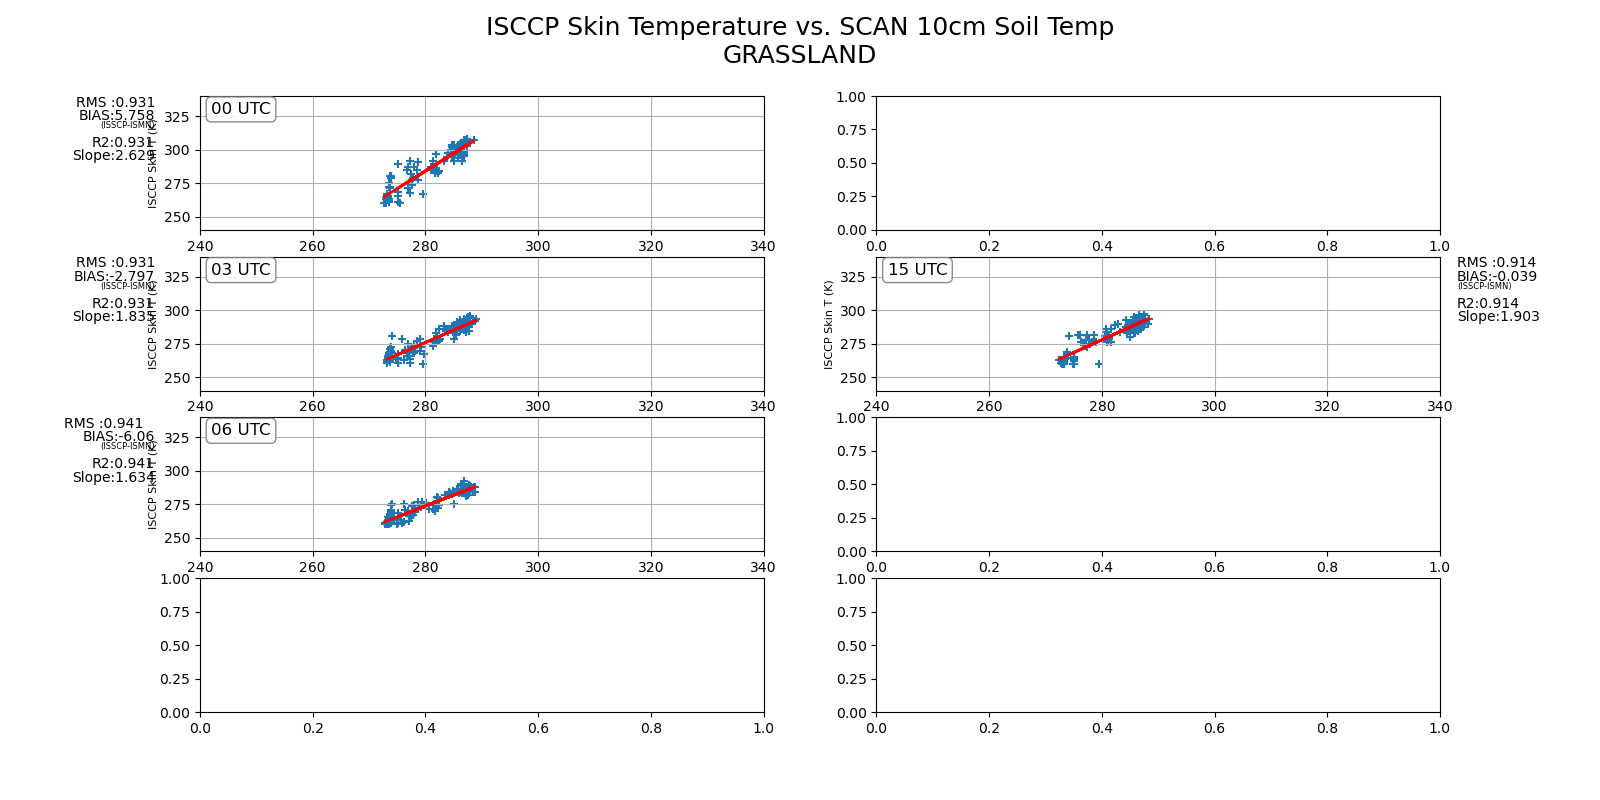 ISCCP Skin Temperature vs. SCAN 10cm Soil Temp
GRASSLAND
RMS :0.931
BIAS:5.758
(ISSCP-ISMN)
R2:0.931
Slope:2.629
ISCCP Skin T (K)
00 UTC
325
300
275
250
240 260 280 300 320 340
1.00
0.75
0.50
0.25
0.00
0.0 0.2 0.4 0.6 0.8 1.0
RMS :0.931
BIAS:-2.797
(ISSCP-ISMN)
R2:0.931
Slope:1.835
ISCCP Skin T (K)
03 UTC
325
300
275
250
240 260 280 300 320 340
ISCCP Skin T (K)
15 UTC
325
300
275
250
240 260 280 300 320 340
RMS :0.914
BIAS:-0.039
(ISSCP-ISMN)
R2:0.914
Slope:1.903
RMS :0.941
BIAS:-6.06
(ISSCP-ISMN)
R2:0.941
Slope:1.634
ISCCP Skin T (K)
06 UTC
325
300
275
250
240 260 280 300 320 340
1.00
0.75
0.50
0.25
0.00
0.0 0.2 0.4 0.6 0.8 1.0
1.00
0.75
0.50
0.25
0.00
0.0 0.2 0.4 0.6 0.8 1.0
1.00
0.75
0.50
0.25
0.00
0.0 0.2 0.4 0.6 0.8 1.0